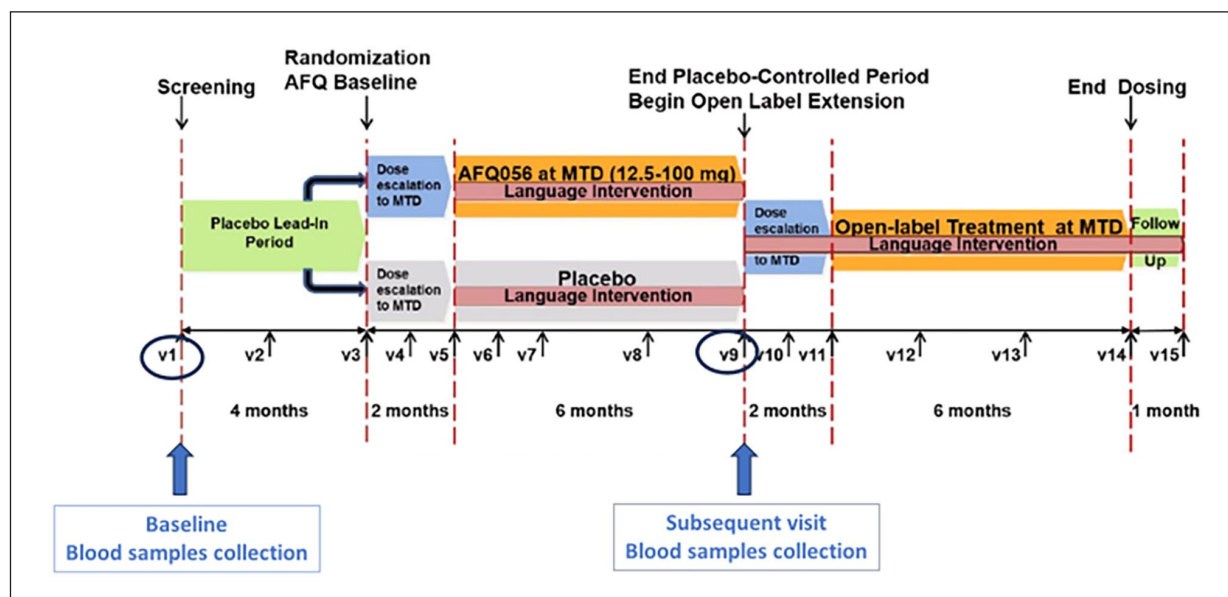 Screening
Randomization
AFQ Baseline
End Placebo-Controlled Period
Begin Open Label Extension
End Dosing
Placebo Lead-In
Period
Dose
escalation
to MTD
AFQ056 at MTD (12.5-100 mg)
Language Intervention
Dose
escalation
to MTD
Placebo
Language Intervention
Dose
escalation
to MTD
Open-label Treatment at MTD
Language Intervention
Follow
Up
v1
v2
v3
v4
v5
v6
v7
v8
v9
v10
v11
v12
v13
v14
v15
4 months
2 months
6 months
2 months
6 months
1 month
Baseline
Blood samples collection
Subsequent visit
Blood samples collection